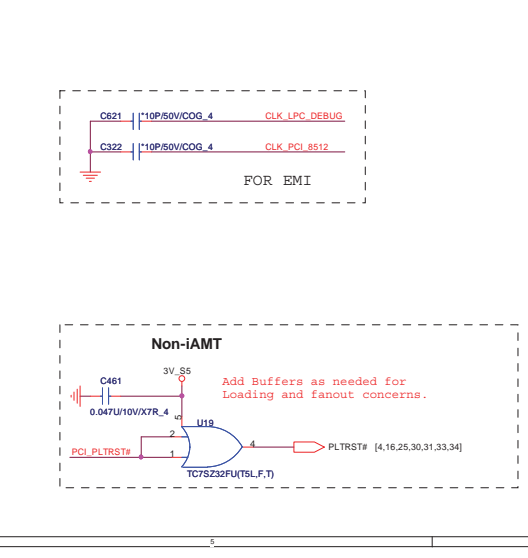 C621 *10P/50V/COG_4 CLK_LPC_DEBUG
C322 *10P/50V/COG_4 CLK_PCI_8512
FOR EMI
Non-iAMT
3V_S5
C461
Add Buffers as needed for
Loading and fanout concerns.
0.047U/10V/X7R_4
5
U19
2
4
PLTRST# [4,16,25,30,31,33,34]
PCI_PLTRST#
1
TC7SZ32FU(T5L,F,T)
5